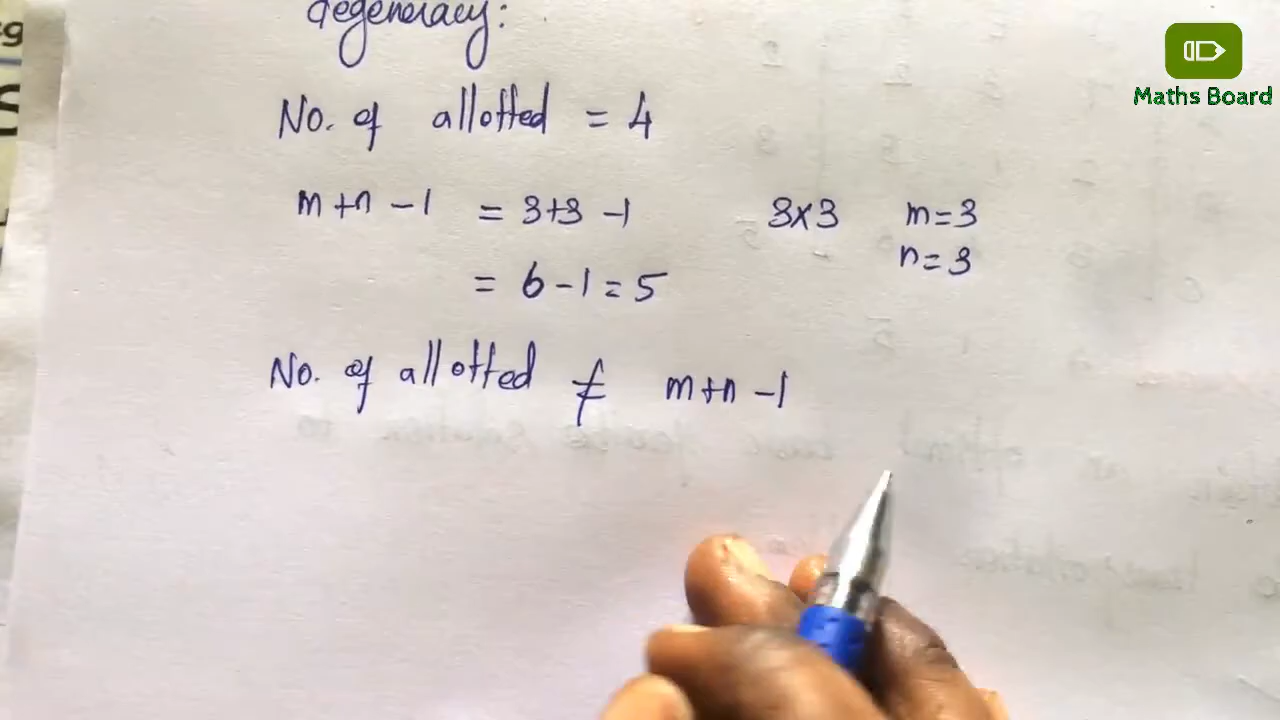 degeneracy:
No. of allotted = 4
m+n-1 = 3+3-1 3x3 m=3
n=3
= 6-1=5
No. of allotted ≠ m+n-1
Maths Board